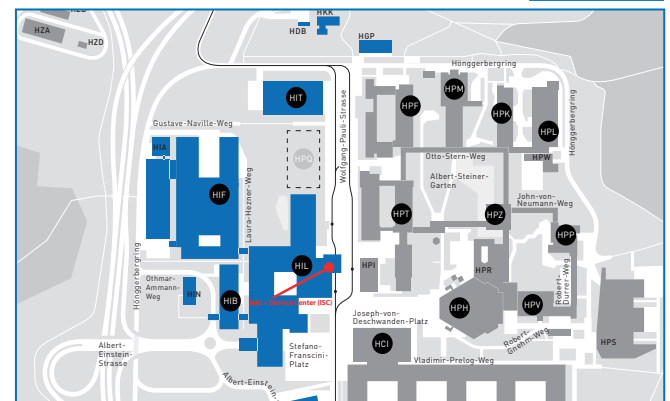 HZD
HKK
HZA
HZD
HDB
HGP
Hönggerbergring
HIT
HPF
HPM
HPK
HPL
Gustave-Naville-Weg
Wolfgang-Pauli-Strasse
Hönggerbergring
HIA
HPQ
Otto-Stern-Weg
HPW
HIF
Laura-Hezner-Weg
Albert-Steiner-
Garten
John-von-
Neumann-Weg
HPT
HPZ
HPP
Hönggerbergring
HIL
HPI
HPR
Othmar-
Ammann-
Weg
HIN
HIB
Info - Servicecenter (ISC)
HPH
HPV
Robert-
Durrer-Weg
Joseph-von-
Deschwanden-Platz
Robert-
Gnehm-Weg
HPS
Albert-
Einstein-
Strasse
Stefano-
Franscini-
Platz
HCI
Vladimir-Prelog-Weg
Albert-Einstein-